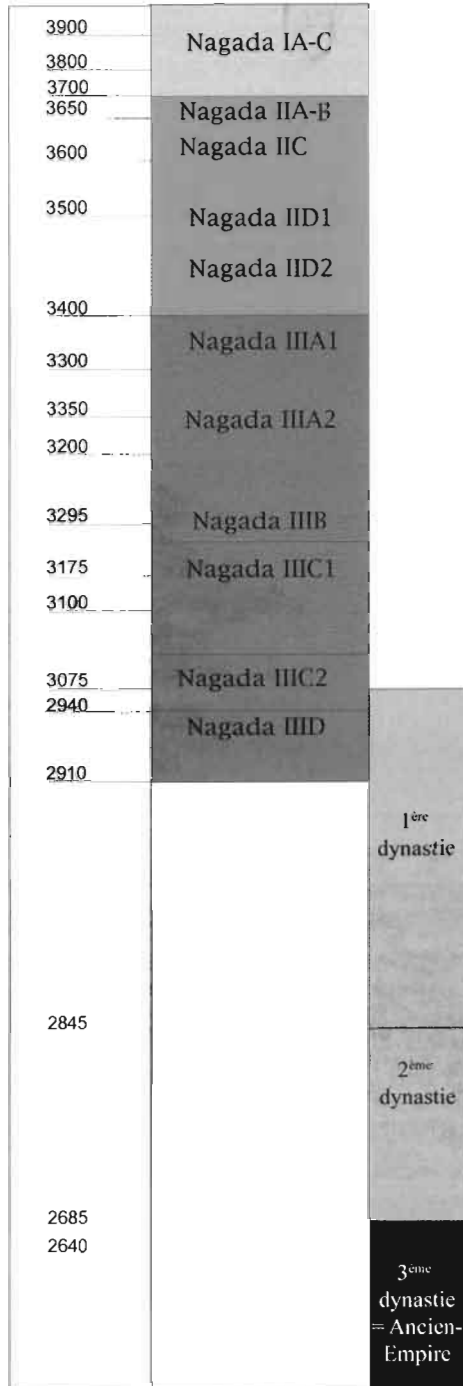 3900
Nagada IA-C
3800
3700
3650
Nagada IIA-B
3600
Nagada IIC
3500
Nagada IID1
Nagada IID2
3400
Nagada IIIA1
3300
3350
Nagada IIIA2
3200
3295
Nagada IIIB
3175
Nagada IIIC1
3100
3075
Nagada IIIC2
2940
Nagada IIID
2910
1ère
dynastie
2845
2ème
dynastie
2685
2640
3ème
dynastie
= Ancien-
Empire